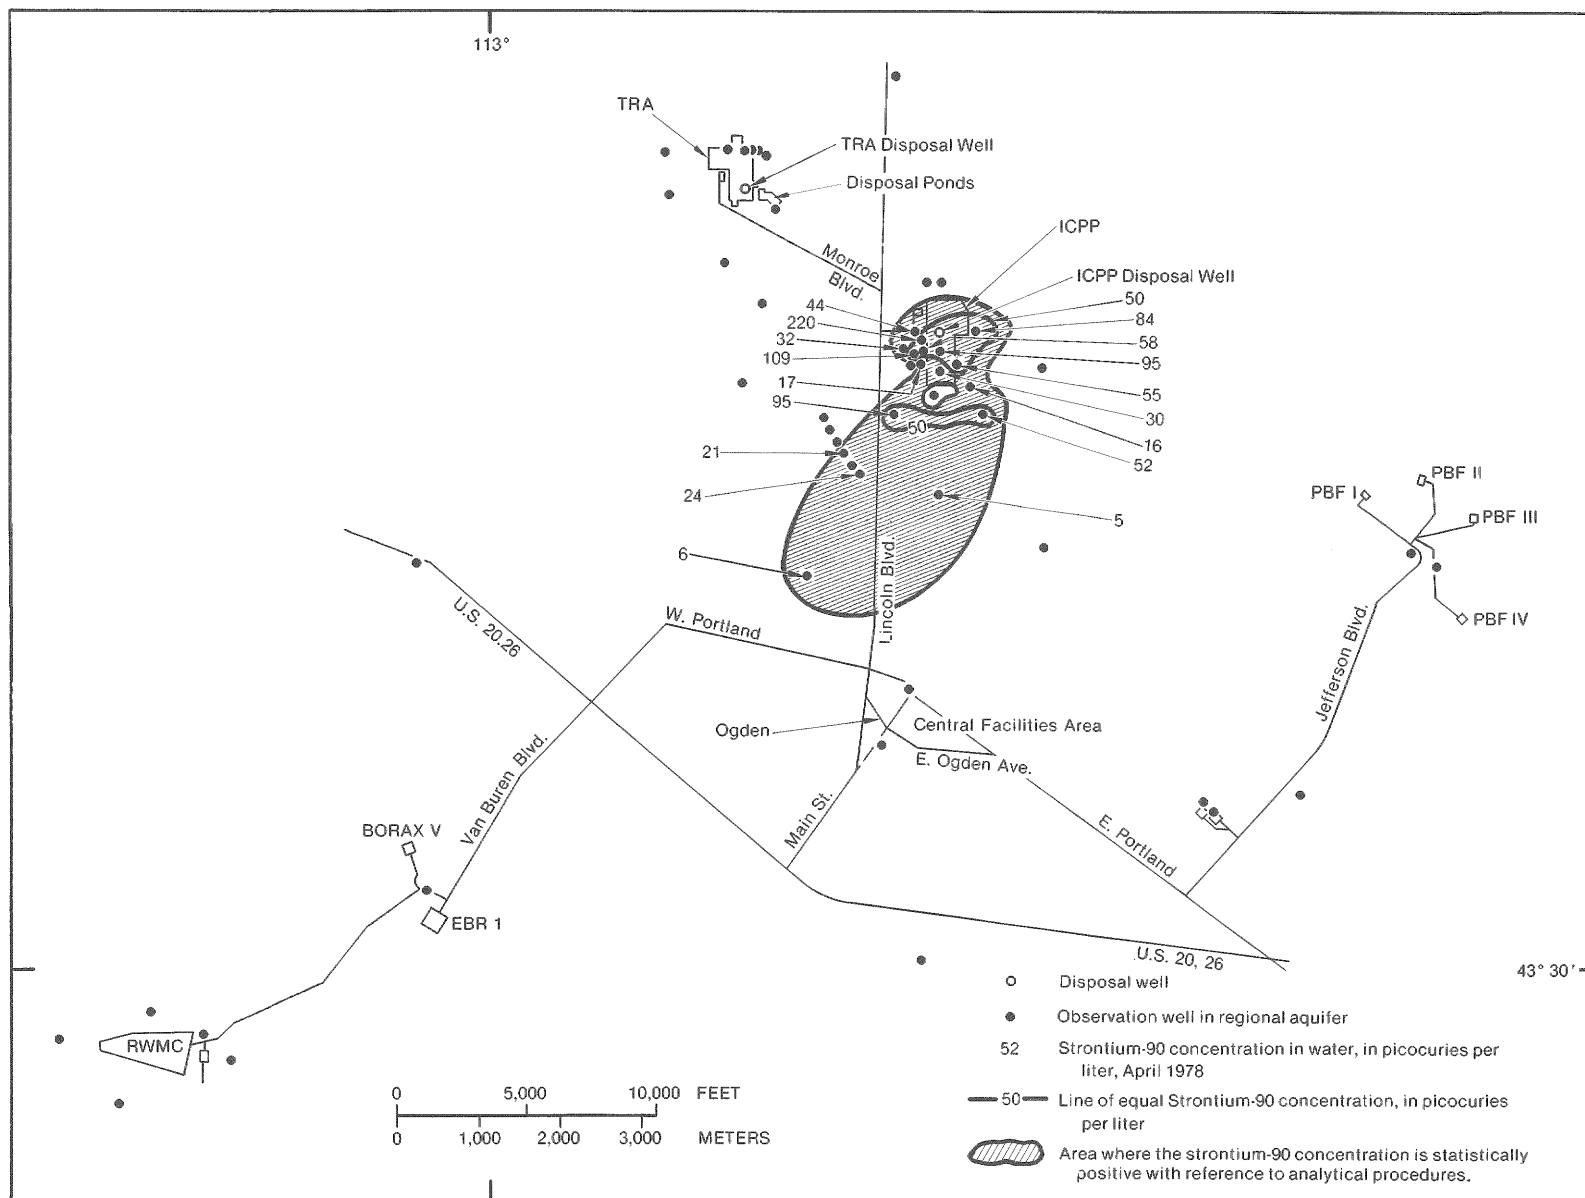 113°
TRA
TRA Disposal Well
Disposal Ponds
ICPP
Monroe
Blvd.
ICPP Disposal Well
44
50
220
84
32
58
109
95
17
55
95
30
50
16
21
52
24
5
PBF I
PBF II
PBF III
6
Lincoln Blvd.
U.S. 20.26
W. Portland
PBF IV
Jefferson Blvd.
Ogden
Central Facilities Area
E. Ogden Ave.
Van Buren Blvd.
Main St.
BORAX V
E. Portland
EBR 1
U.S. 20, 26
43° 30′
Disposal well
Observation well in regional aquifer
RWMC
52 Strontium-90 concentration in water, in picocuries per
liter, April 1978
0 5,000 10,000 FEET
50 Line of equal Strontium-90 concentration, in picocuries
per liter
0 1,000 2,000 3,000 METERS
Area where the strontium-90 concentration is statistically
positive with reference to analytical procedures.